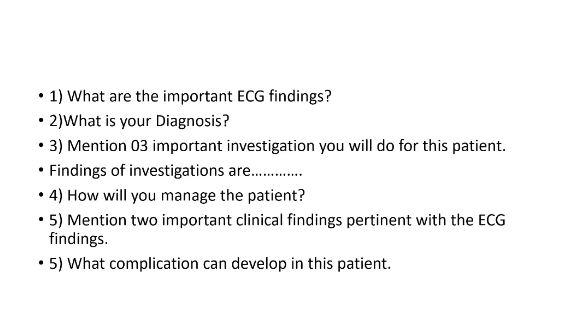 • 1) What are the important ECG findings?
• 2)What is your Diagnosis?
• 3) Mention 03 important investigation you will do for this patient.
• Findings of investigations are………….
• 4) How will you manage the patient?
• 5) Mention two important clinical findings pertinent with the ECG
findings.
• 5) What complication can develop in this patient.